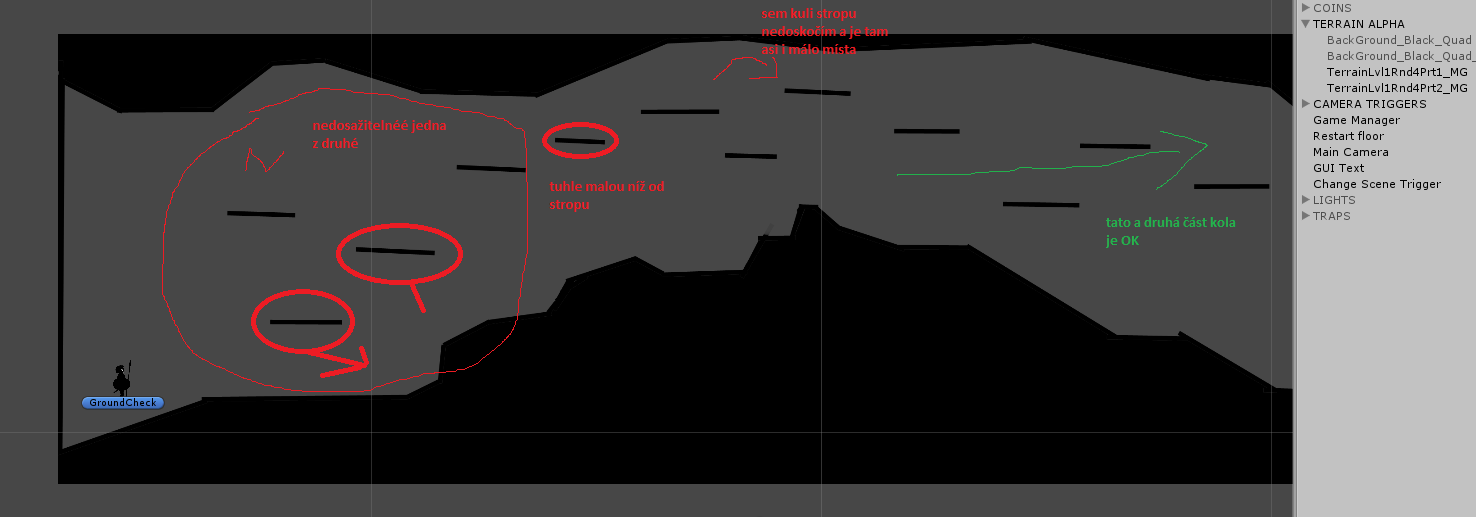 sem kuli stropu
nedoskočím a je tam
asi i málo místa
nedosažitelnéé jedna
z druhé
tuhle malou níž od
stropu
tato a druhá část kola
je OK
GroundCheck
COINS
TERRAIN ALPHA
BackGround_Black_Quad
BackGround_Black_Quad_
TerrainLvl1Rnd4Prt1_MG
TerrainLvl1Rnd4Prt2_MG
CAMERA TRIGGERS
Game Manager
Restart floor
Main Camera
GUI Text
Change Scene Trigger
LIGHTS
TRAPS